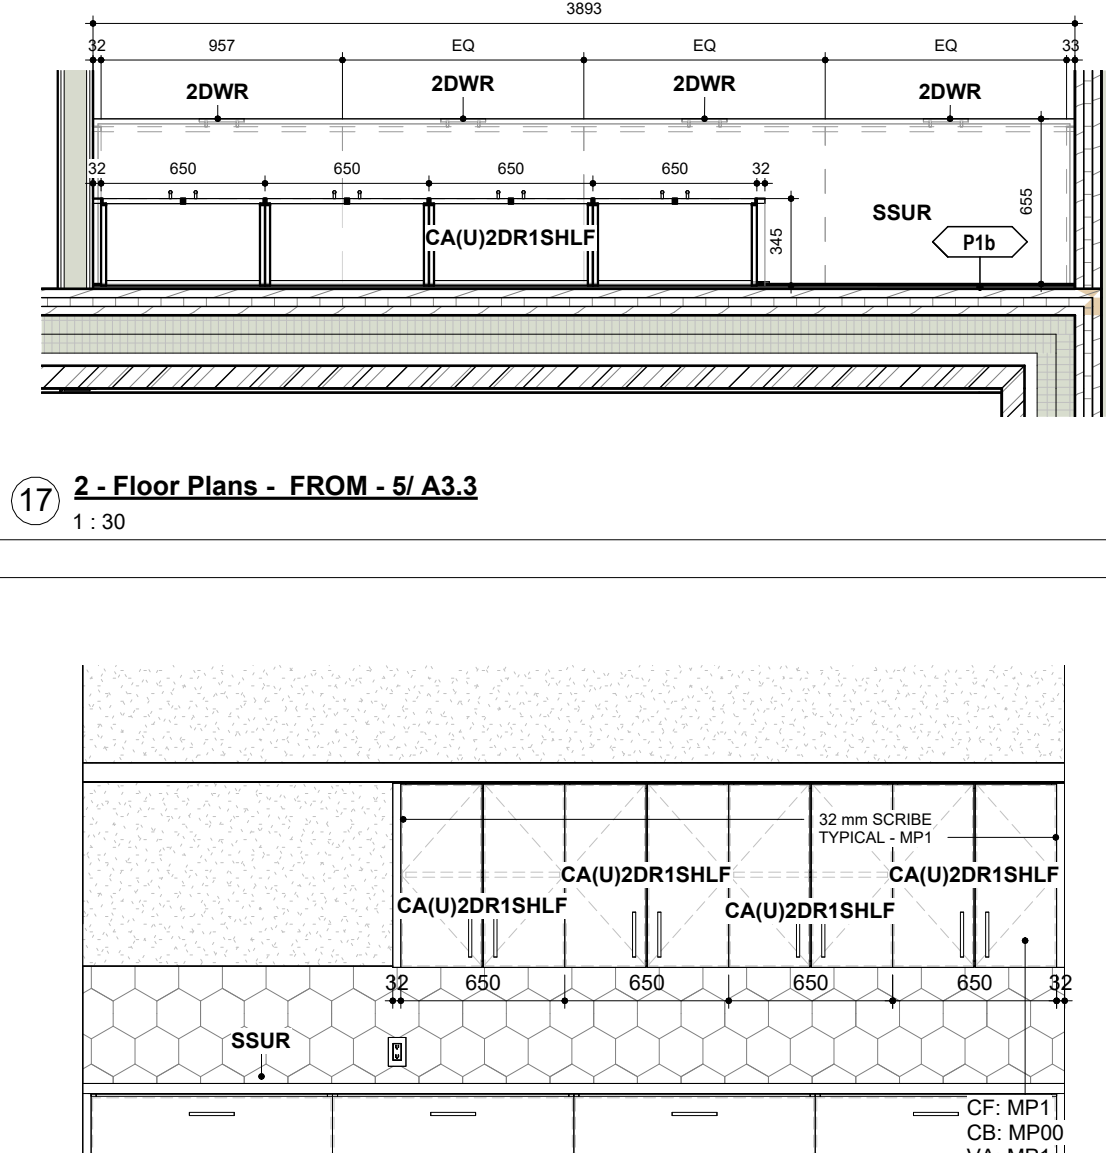 3893
32 957 EQ EQ EQ 33
2DWR 2DWR 2DWR 2DWR
32 650 650 650 650 32
SSUR
655
CA(U)2DR1SHLF
345
P1b
17 2 - Floor Plans - FROM - 5/ A3.3
1 : 30
32 mm SCRIBE
TYPICAL - MP1
CA(U)2DR1SHLF CA(U)2DR1SHLF
CA(U)2DR1SHLF CA(U)2DR1SHLF
32 650 650 650 650 32
SSUR
CF: MP1
CB: MP00
VA: MP1